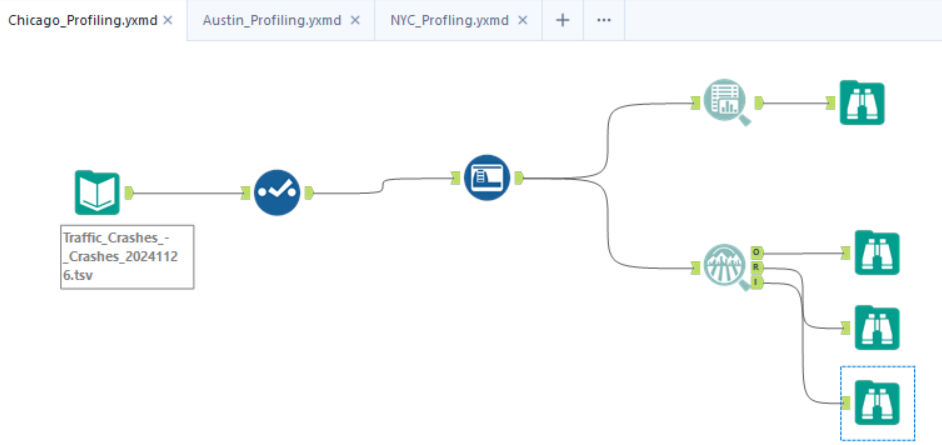 Chicago_Profiling.yxmd × Austin_Profiling.yxmd × NYC_Profling.yxmd × + ...
Traffic_Crashes_-
_Crashes_2024112
6.tsv
O
R
I